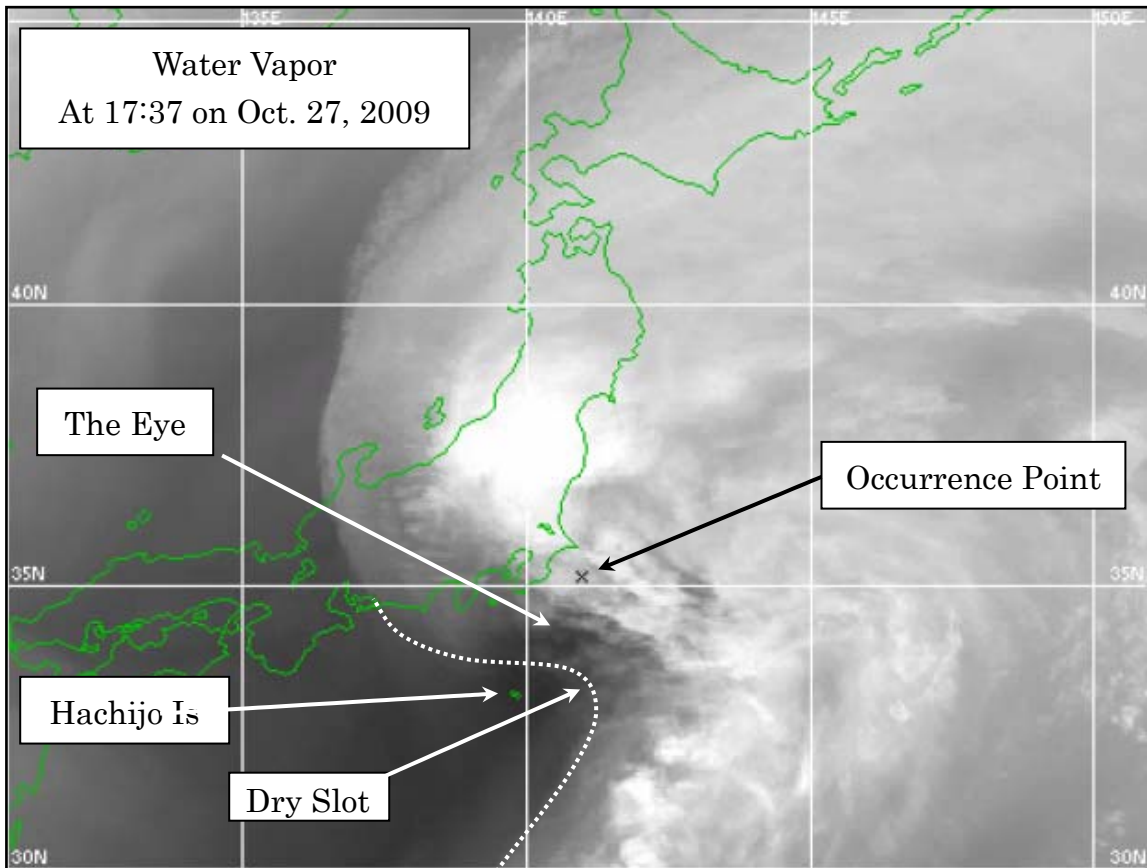 135E
140E
145E
150E
Water Vapor
At 17:37 on Oct. 27, 2009
40N
40N
The Eye
Occurrence Point
35N
35N
Hachijo Is
Dry Slot
30N
30N